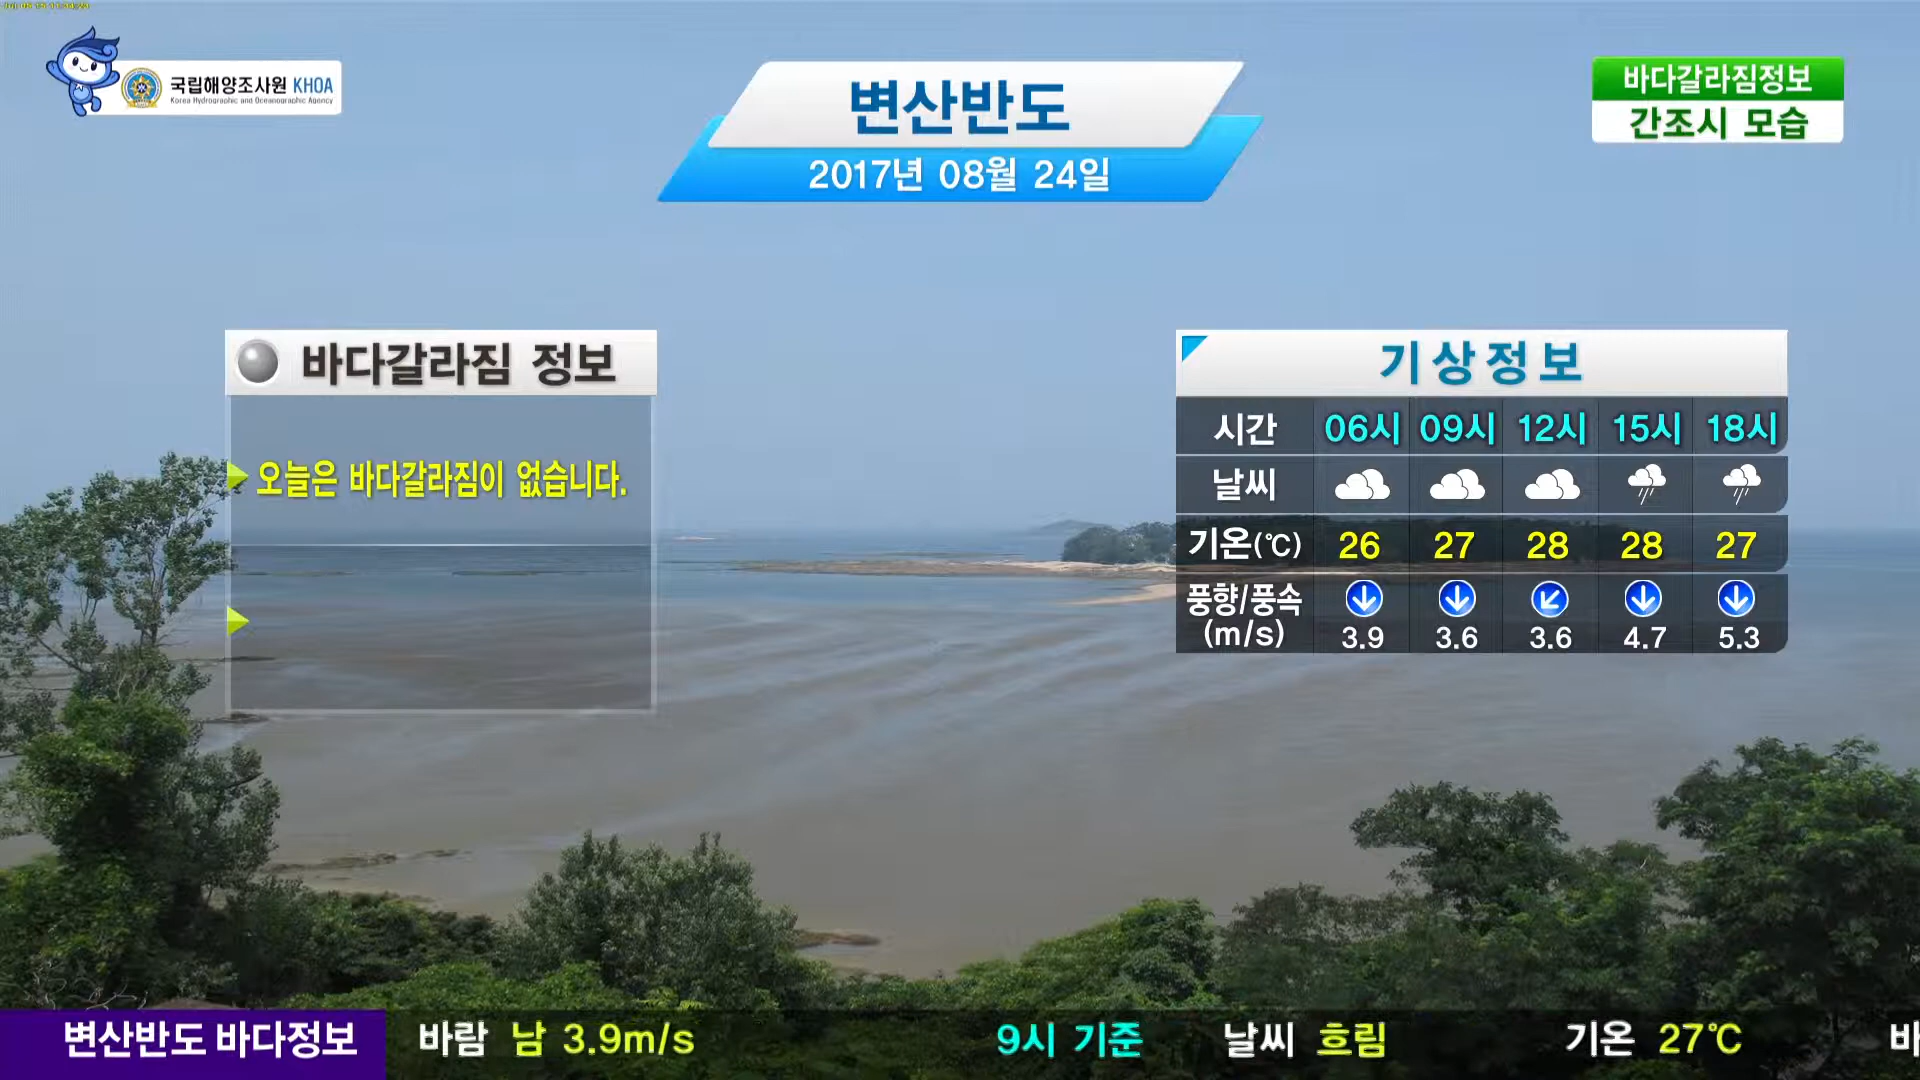 국립해양조사원 KHOA
Korea Hydrographic and Oceanographic Agency
변산반도
2017년 08월 24일
바다갈라짐정보
간조시 모습
바다갈라짐 정보
오늘은 바다갈라짐이 없습니다.
기상정보
시간 06시 09시 12시 15시 18시
날씨
기온(℃) 26 27 28 28 27
풍향/풍속
(m/s) 3.9 3.6 3.6 4.7 5.3
변산반도 바다정보 바람 남 3.9m/s 9시 기준 날씨 흐림 기온 27℃ 바